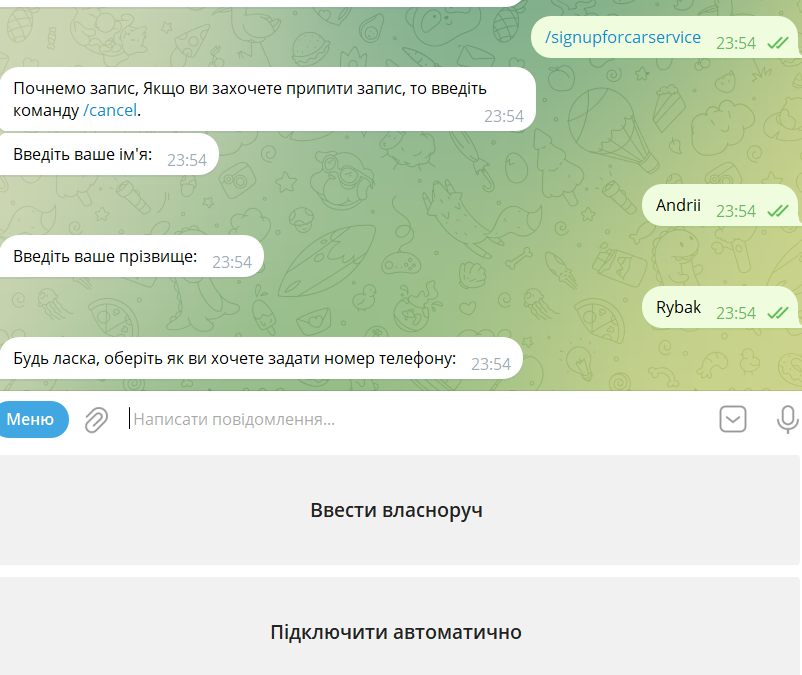 /signupforcarservice 23:54
Почнемо запис, Якщо ви захочете припити запис, то введіть
команду /cancel. 23:54
Введіть ваше ім'я: 23:54
Andrii 23:54
Введіть ваше прізвище: 23:54
Rybak 23:54
Будь ласка, оберіть як ви хочете задати номер телефону: 23:54
Меню Написати повідомлення...
Ввести власноруч
Підключити автоматично